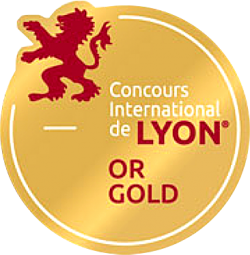 Concours
International
de LYON®
OR
GOLD